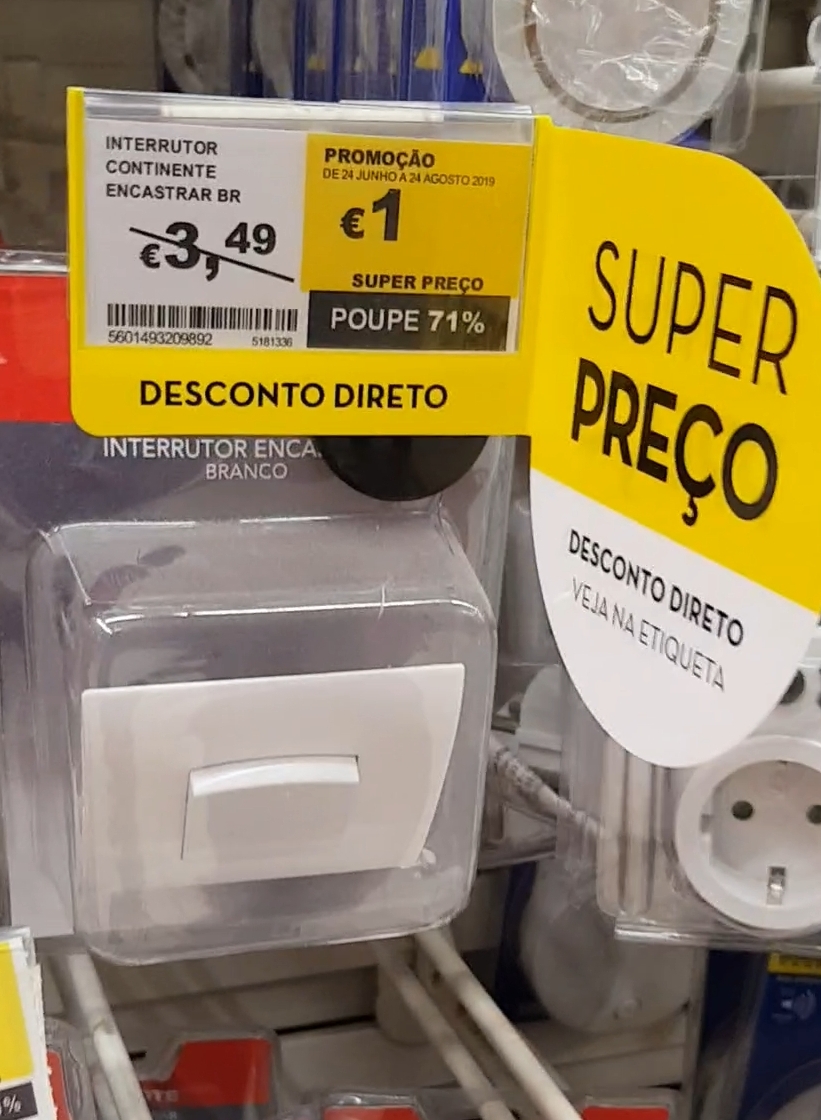 INTERRUTOR
CONTINENTE
ENCASTRAR BR
€3,49
5601493209892 5181336
PROMOÇÃO
DE 24 JUNHO A 24 AGOSTO 2019
€1
SUPER PREÇO
POUPE 71%
DESCONTO DIRETO
SUPER
PREÇO
DESCONTO DIRETO
VEJA NA ETIQUETA
INTERRUTOR ENCA
BRANCO
%